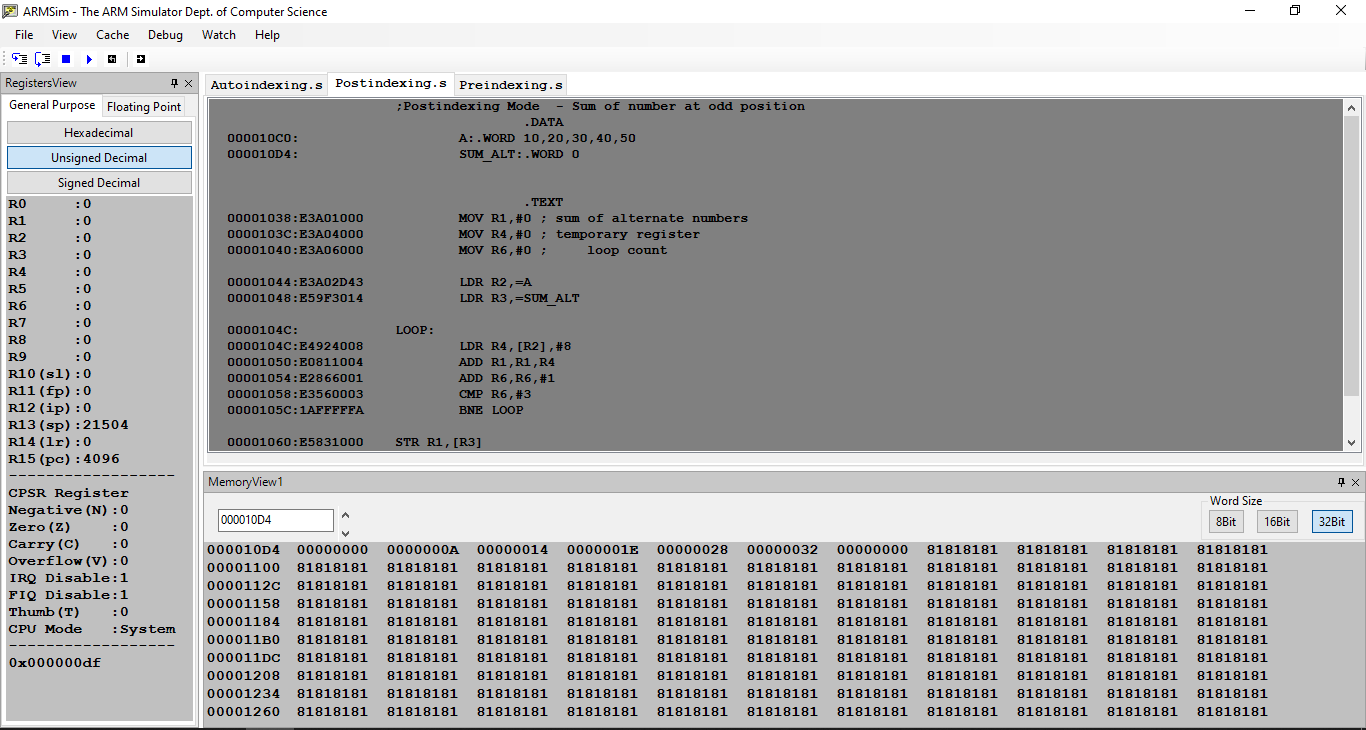 ARMSim - The ARM Simulator Dept. of Computer Science
File View Cache Debug Watch Help
RegistersView
General Purpose Floating Point
Hexadecimal
Unsigned Decimal
Signed Decimal
R0 :0
R1 :0
R2 :0
R3 :0
R4 :0
R5 :0
R6 :0
R7 :0
R8 :0
R9 :0
R10(sl):0
R11(fp):0
R12(ip):0
R13(sp):21504
R14(lr):0
R15(pc):4096
------------------
CPSR Register
Negative(N):0
Zero(Z) :0
Carry(C) :0
Overflow(V):0
IRQ Disable:1
FIQ Disable:1
Thumb(T) :0
CPU Mode :System
------------------
0x000000df
Autoindexing.s Postindexing.s Preindexing.s
;Postindexing Mode - Sum of number at odd position
.DATA
000010C0: A:.WORD 10,20,30,40,50
000010D4: SUM_ALT:.WORD 0
.TEXT
00001038:E3A01000 MOV R1,#0 ; sum of alternate numbers
0000103C:E3A04000 MOV R4,#0 ; temporary register
00001040:E3A06000 MOV R6,#0 ; loop count
00001044:E3A02D43 LDR R2,=A
00001048:E59F3014 LDR R3,=SUM_ALT
0000104C: LOOP:
0000104C:E4924008 LDR R4,[R2],#8
00001050:E0811004 ADD R1,R1,R4
00001054:E2866001 ADD R6,R6,#1
00001058:E3560003 CMP R6,#3
0000105C:1AFFFFFA BNE LOOP
00001060:E5831000 STR R1,[R3]
MemoryView1
000010D4
Word Size
8Bit 16Bit 32Bit
000010D4 00000000 0000000A 00000014 0000001E 00000028 00000032 00000000 81818181 81818181 81818181 81818181
00001100 81818181 81818181 81818181 81818181 81818181 81818181 81818181 81818181 81818181 81818181 81818181
0000112C 81818181 81818181 81818181 81818181 81818181 81818181 81818181 81818181 81818181 81818181 81818181
00001158 81818181 81818181 81818181 81818181 81818181 81818181 81818181 81818181 81818181 81818181 81818181
00001184 81818181 81818181 81818181 81818181 81818181 81818181 81818181 81818181 81818181 81818181 81818181
000011B0 81818181 81818181 81818181 81818181 81818181 81818181 81818181 81818181 81818181 81818181 81818181
000011DC 81818181 81818181 81818181 81818181 81818181 81818181 81818181 81818181 81818181 81818181 81818181
00001208 81818181 81818181 81818181 81818181 81818181 81818181 81818181 81818181 81818181 81818181 81818181
00001234 81818181 81818181 81818181 81818181 81818181 81818181 81818181 81818181 81818181 81818181 81818181
00001260 81818181 81818181 81818181 81818181 81818181 81818181 81818181 81818181 81818181 81818181 81818181